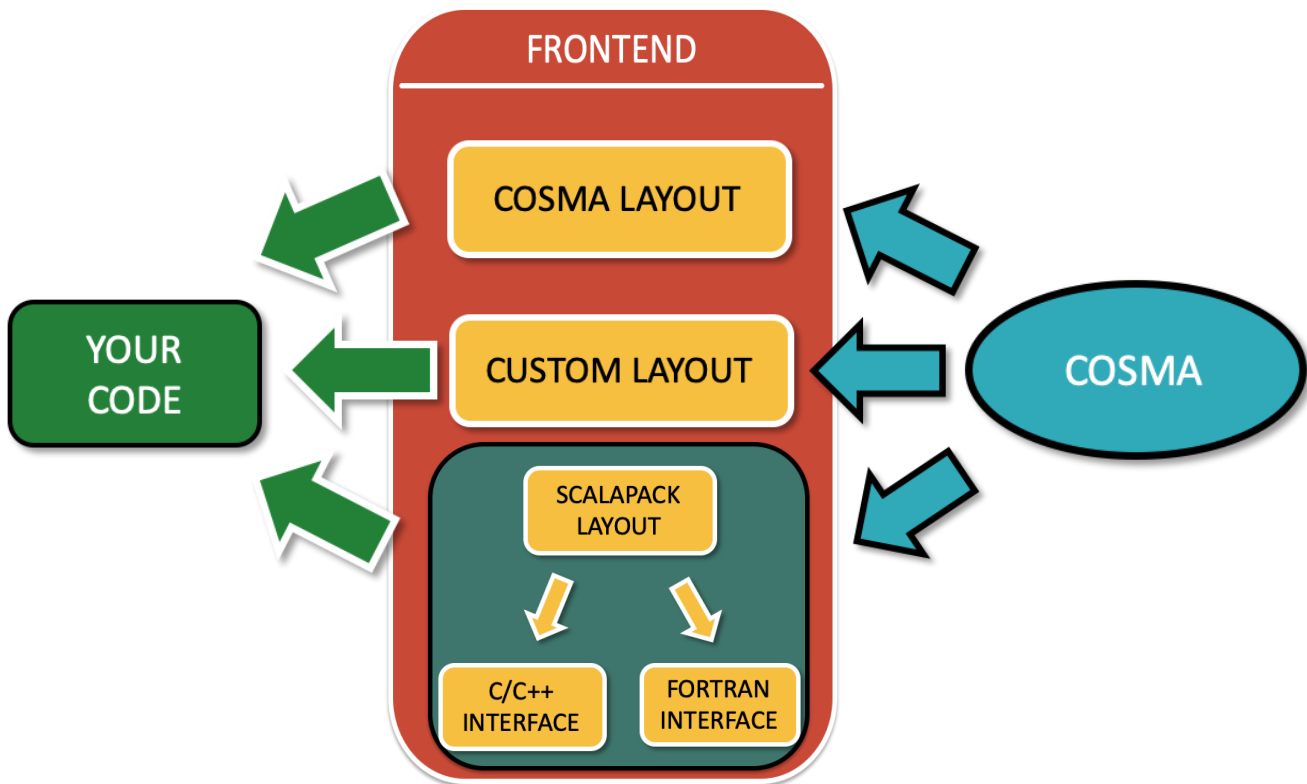 FRONTEND
COSMA LAYOUT
YOUR
CODE
CUSTOM LAYOUT
COSMA
SCALAPACK
LAYOUT
C/C++
INTERFACE
FORTRAN
INTERFACE